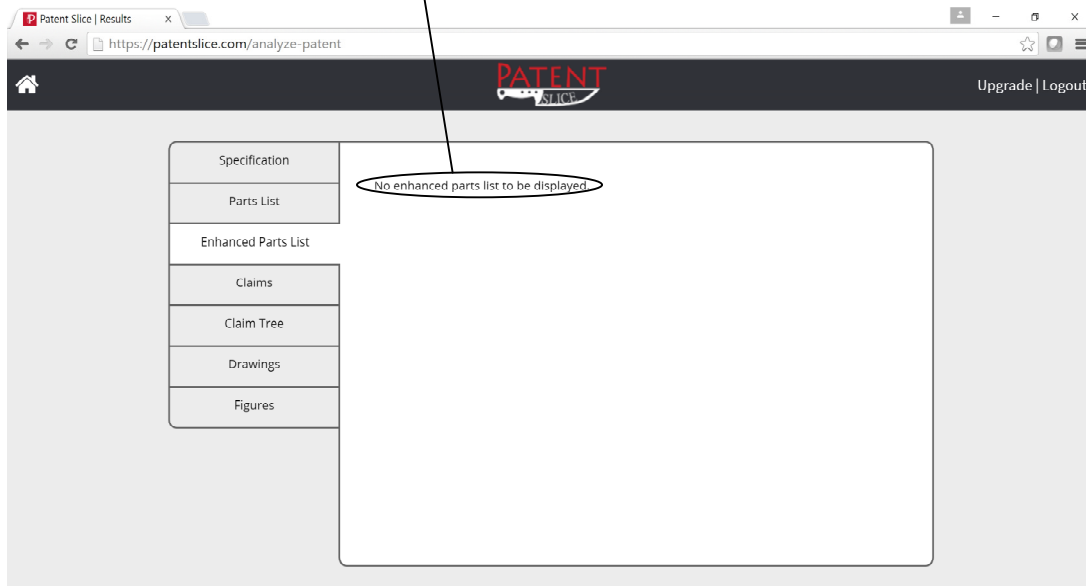 Patent Slice | Results
https://patentslice.com/analyze-patent
PATENT
SLICE
Upgrade | Logout
Specification
No enhanced parts list to be displayed.
Parts List
Enhanced Parts List
Claims
Claim Tree
Drawings
Figures